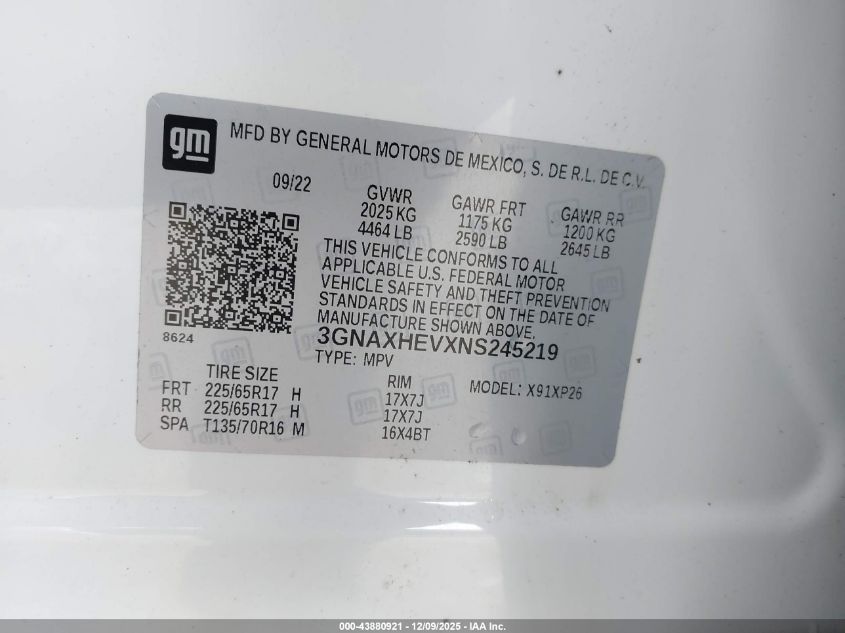 gm
MFD BY GENERAL MOTORS DE MEXICO, S. DE R.L. DE C.V.
09/22
GVWR GAWR FRT GAWR RR
2025 KG 1175 KG 1200 KG
4464 LB 2590 LB 2645 LB
THIS VEHICLE CONFORMS TO ALL
APPLICABLE U.S. FEDERAL MOTOR
VEHICLE SAFETY AND THEFT PREVENTION
STANDARDS IN EFFECT ON THE DATE OF
MANUFACTURE SHOWN ABOVE.
8624
3GNAXHEVXNS245219
TYPE: MPV
TIRE SIZE RIM MODEL: X91XP26
FRT 225/65R17 H 17X7J
RR 225/65R17 H 17X7J
SPA T135/70R16 M 16X4BT
000-43880921 - 12/09/2025 - IAA Inc.